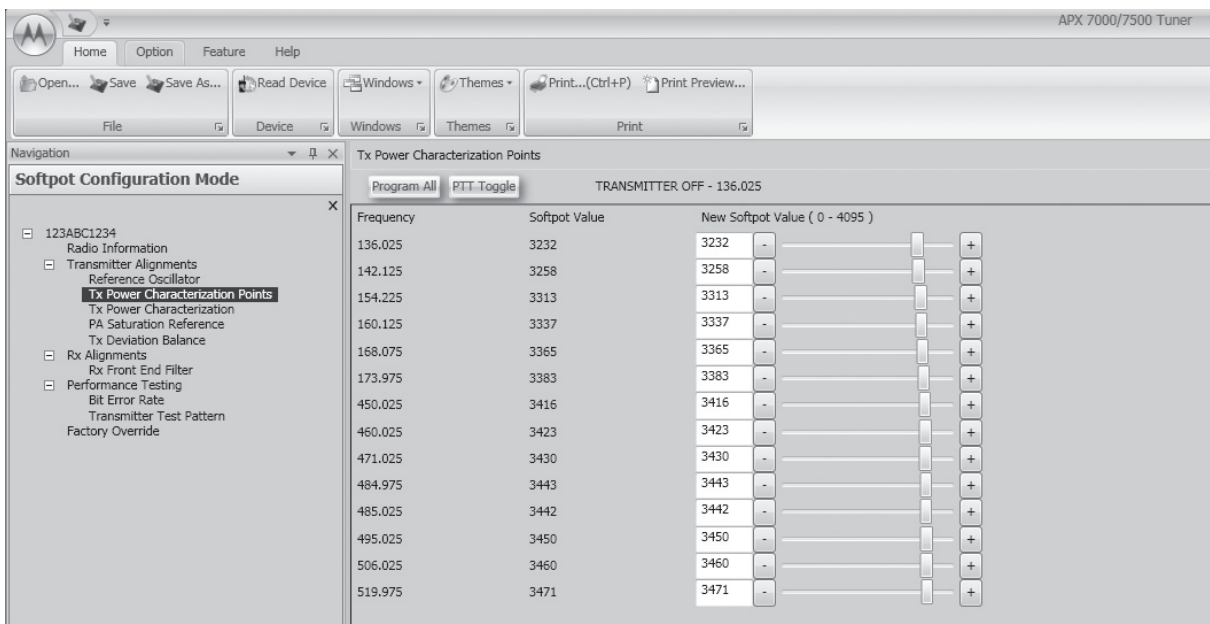 APX 7000/7500 Tuner
Home Option Feature Help
Open... Save Save As... Read Device Windows Themes Print...(Ctrl+P) Print Preview...
File Device Windows Themes Print
Navigation
Softpot Configuration Mode
123ABC1234
Radio Information
Transmitter Alignments
Reference Oscillator
Tx Power Characterization Points
Tx Power Characterization
PA Saturation Reference
Tx Deviation Balance
Rx Alignments
Rx Front End Filter
Performance Testing
Bit Error Rate
Transmitter Test Pattern
Factory Override
Tx Power Characterization Points
Program All PTT Toggle TRANSMITTER OFF - 136.025
Frequency Softpot Value New Softpot Value ( 0 - 4095 )
136.025 3232 3232 - +
142.125 3258 3258 - +
154.225 3313 3313 - +
160.125 3337 3337 - +
168.075 3365 3365 - +
173.975 3383 3383 - +
450.025 3416 3416 - +
460.025 3423 3423 - +
471.025 3430 3430 - +
484.975 3443 3443 - +
485.025 3442 3442 - +
495.025 3450 3450 - +
506.025 3460 3460 - +
519.975 3471 3471 - +